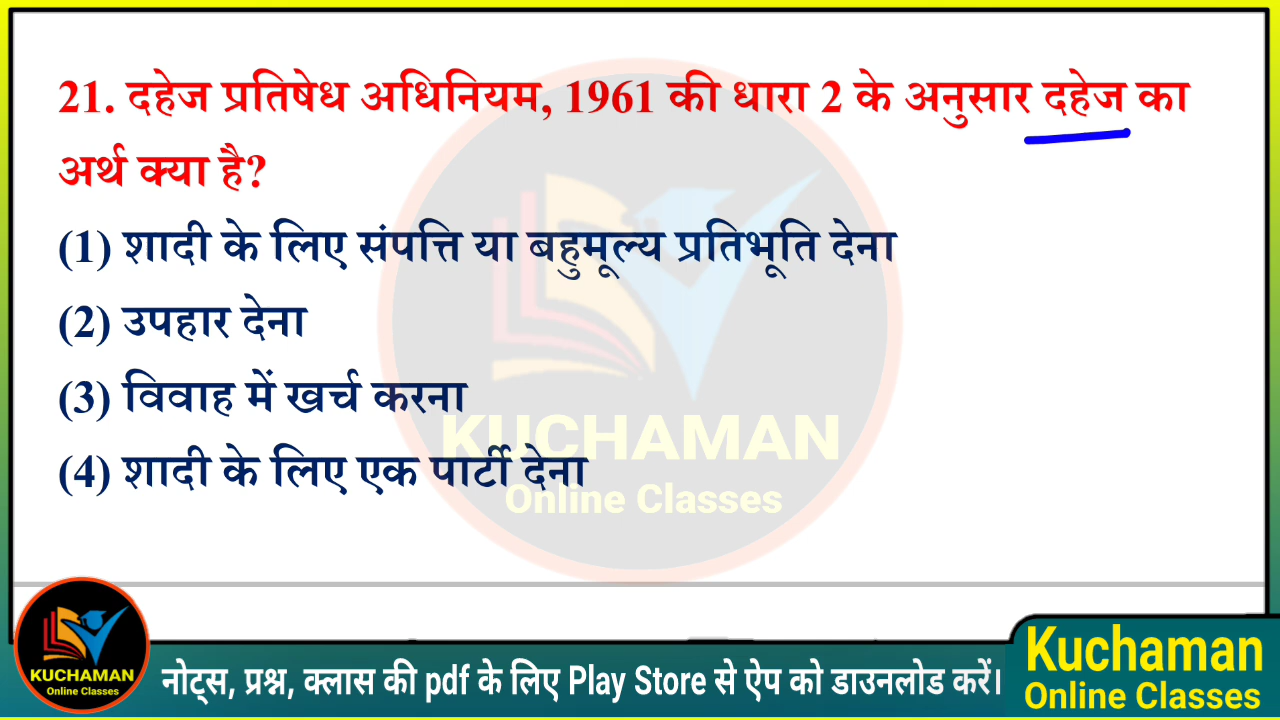 21. दहेज प्रतिषेध अधिनियम, 1961 की धारा 2 के अनुसार दहेज का
अर्थ क्या है?
(1) शादी के लिए संपत्ति या बहुमूल्य प्रतिभूति देना
(2) उपहार देना
(3) विवाह में खर्च करना
(4) शादी के लिए एक पार्टी देना
KUCHAMAN
Online Classes
KUCHAMAN
Online Classes
नोट्स, प्रश्न, क्लास की pdf के लिए Play Store से ऐप को डाउनलोड करें।
Kuchaman
Online Classes